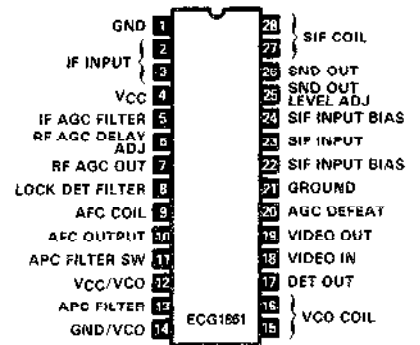 GND 1
IF INPUT 2
3
VCC 4
IF AGC FILTER 5
RF AGC DELAY ADJ 6
RF AGC OUT 7
LOCK DET FILTER 8
AFC COIL 9
AFC OUTPUT 10
APC FILTER SW 11
VCC/VCO 12
APC FILTER 13
GND/VCO 14
ECG1861
28 SIF COIL
27
26 SND OUT
25 SND OUT LEVEL ADJ
24 SIF INPUT BIAS
23 SIF INPUT
22 SIF INPUT BIAS
21 GROUND
20 AGC DEFEAT
19 VIDEO OUT
18 VIDEO IN
17 DET OUT
16 VCO COIL
15